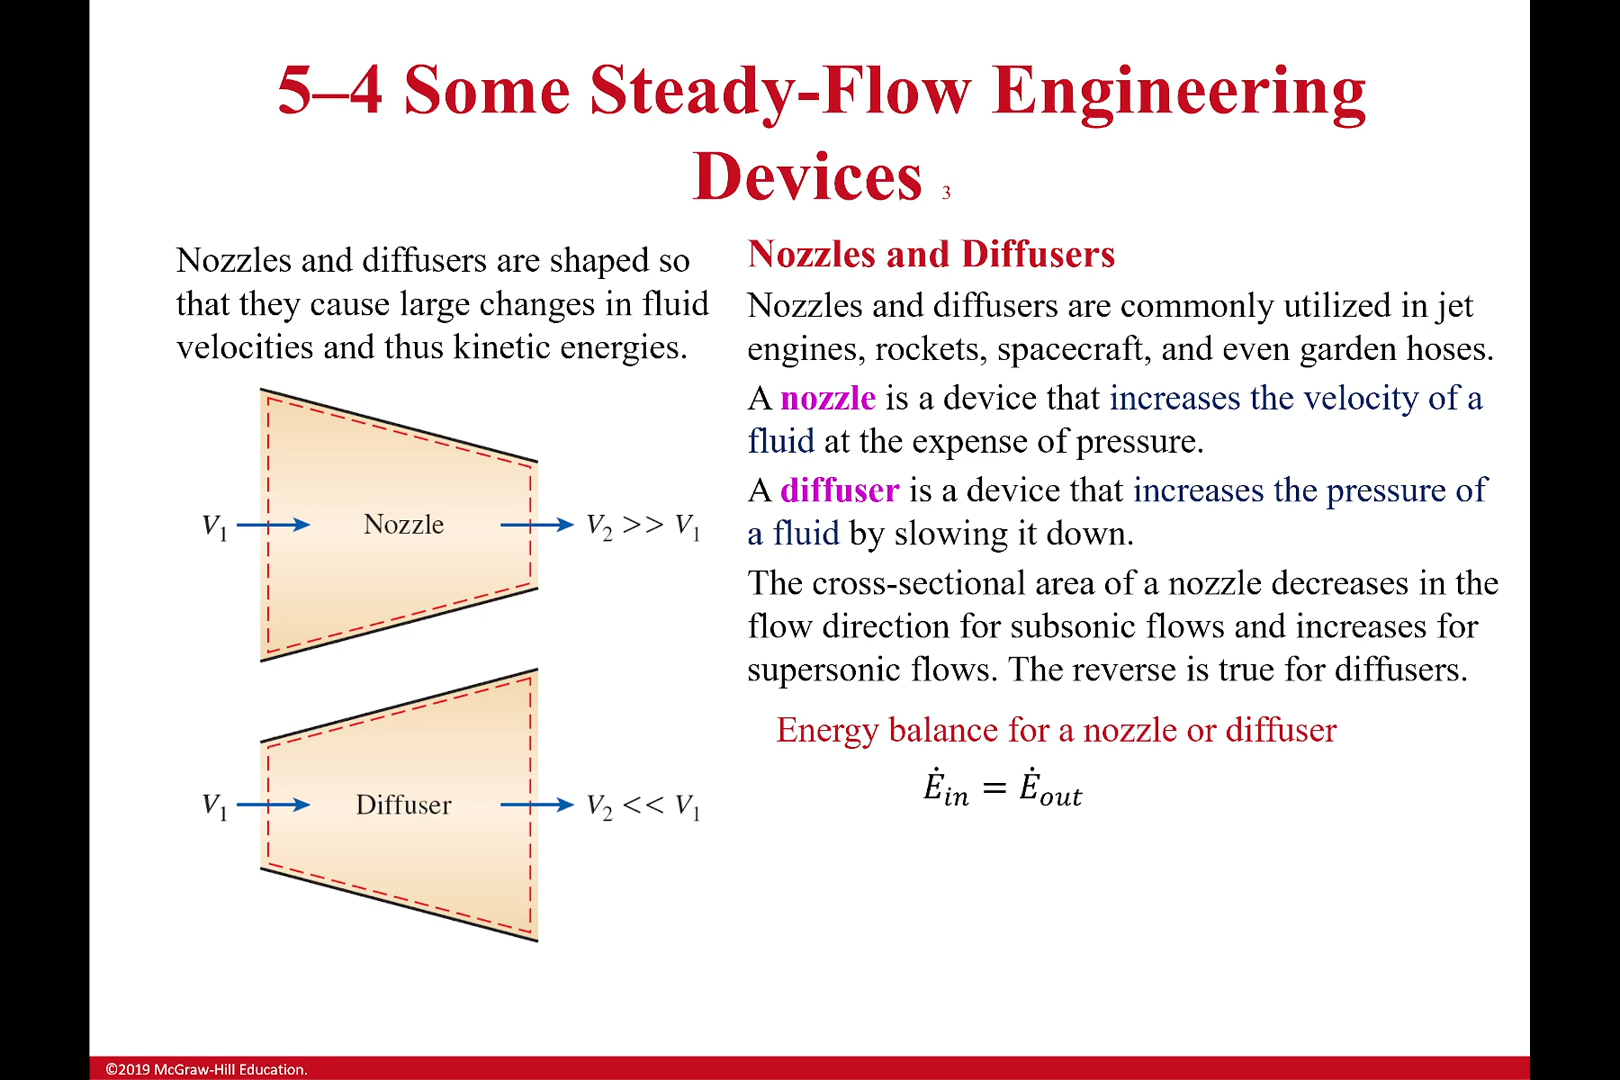 5–4 Some Steady-Flow Engineering
Devices 3
Nozzles and diffusers are shaped so
that they cause large changes in fluid
velocities and thus kinetic energies.
V₁ Nozzle V₂ >> V₁
V₁ Diffuser V₂ << V₁
Nozzles and Diffusers
Nozzles and diffusers are commonly utilized in jet
engines, rockets, spacecraft, and even garden hoses.
A nozzle is a device that increases the velocity of a
fluid at the expense of pressure.
A diffuser is a device that increases the pressure of
a fluid by slowing it down.
The cross-sectional area of a nozzle decreases in the
flow direction for subsonic flows and increases for
supersonic flows. The reverse is true for diffusers.
Energy balance for a nozzle or diffuser
Ė_in = Ė_out
©2019 McGraw-Hill Education.